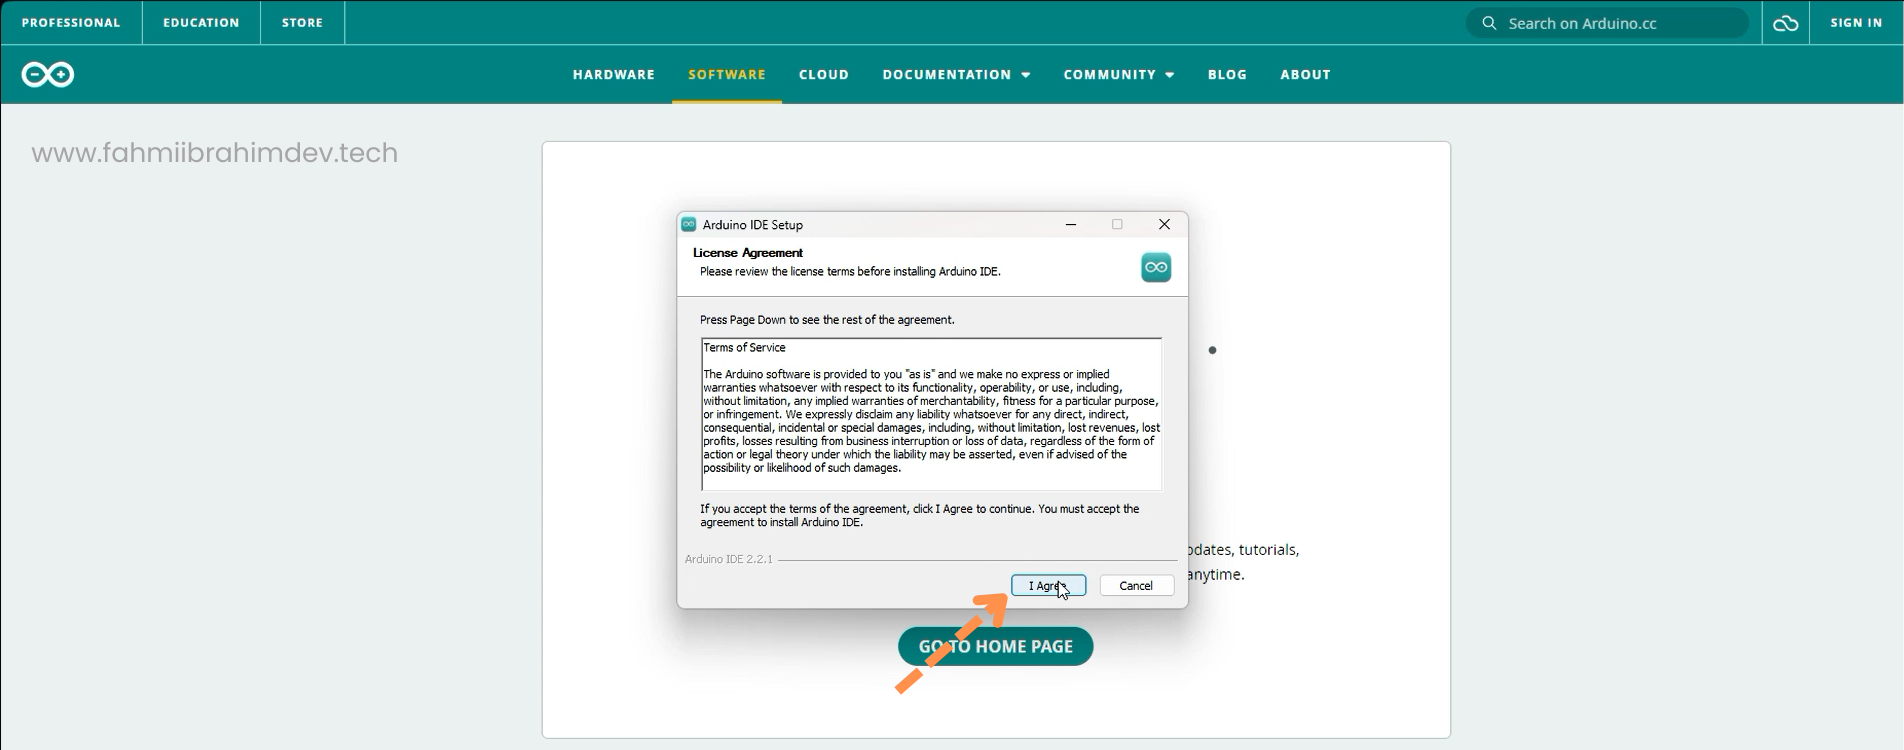 PROFESSIONAL EDUCATION STORE Search on Arduino.cc SIGN IN
HARDWARE SOFTWARE CLOUD DOCUMENTATION COMMUNITY BLOG ABOUT
www.fahmiibrahimdev.tech
Arduino IDE Setup
License Agreement
Please review the license terms before installing Arduino IDE.
Press Page Down to see the rest of the agreement.
Terms of Service
The Arduino software is provided to you "as is" and we make no express or implied
warranties whatsoever with respect to its functionality, operability, or use, including,
without limitation, any implied warranties of merchantability, fitness for a particular purpose,
or infringement. We expressly disclaim any liability whatsoever for any direct, indirect,
consequential, incidental or special damages, including, without limitation, lost revenues, lost
profits, losses resulting from business interruption or loss of data, regardless of the form of
action or legal theory under which the liability may be asserted, even if advised of the
possibility or likelihood of such damages.
If you accept the terms of the agreement, click I Agree to continue. You must accept the
agreement to install Arduino IDE.
Arduino IDE 2.2.1
tutorials,
anytime.
I Agree Cancel
GO TO HOME PAGE